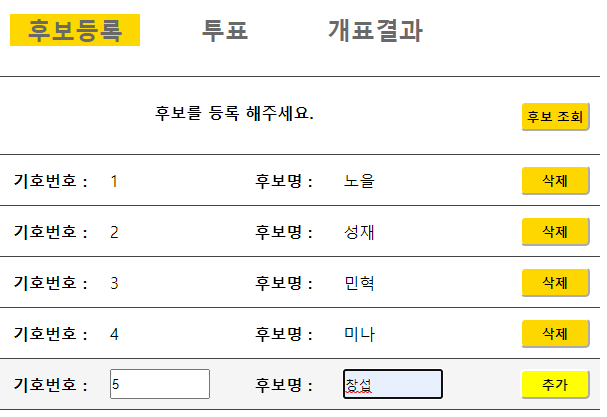 후보등록 투표 개표결과
후보를 등록 해주세요. 후보 조회
기호번호 : 1 후보명 : 노을 삭제
기호번호 : 2 후보명 : 성재 삭제
기호번호 : 3 후보명 : 민혁 삭제
기호번호 : 4 후보명 : 미나 삭제
기호번호 : 5 후보명 : 창섭 추가